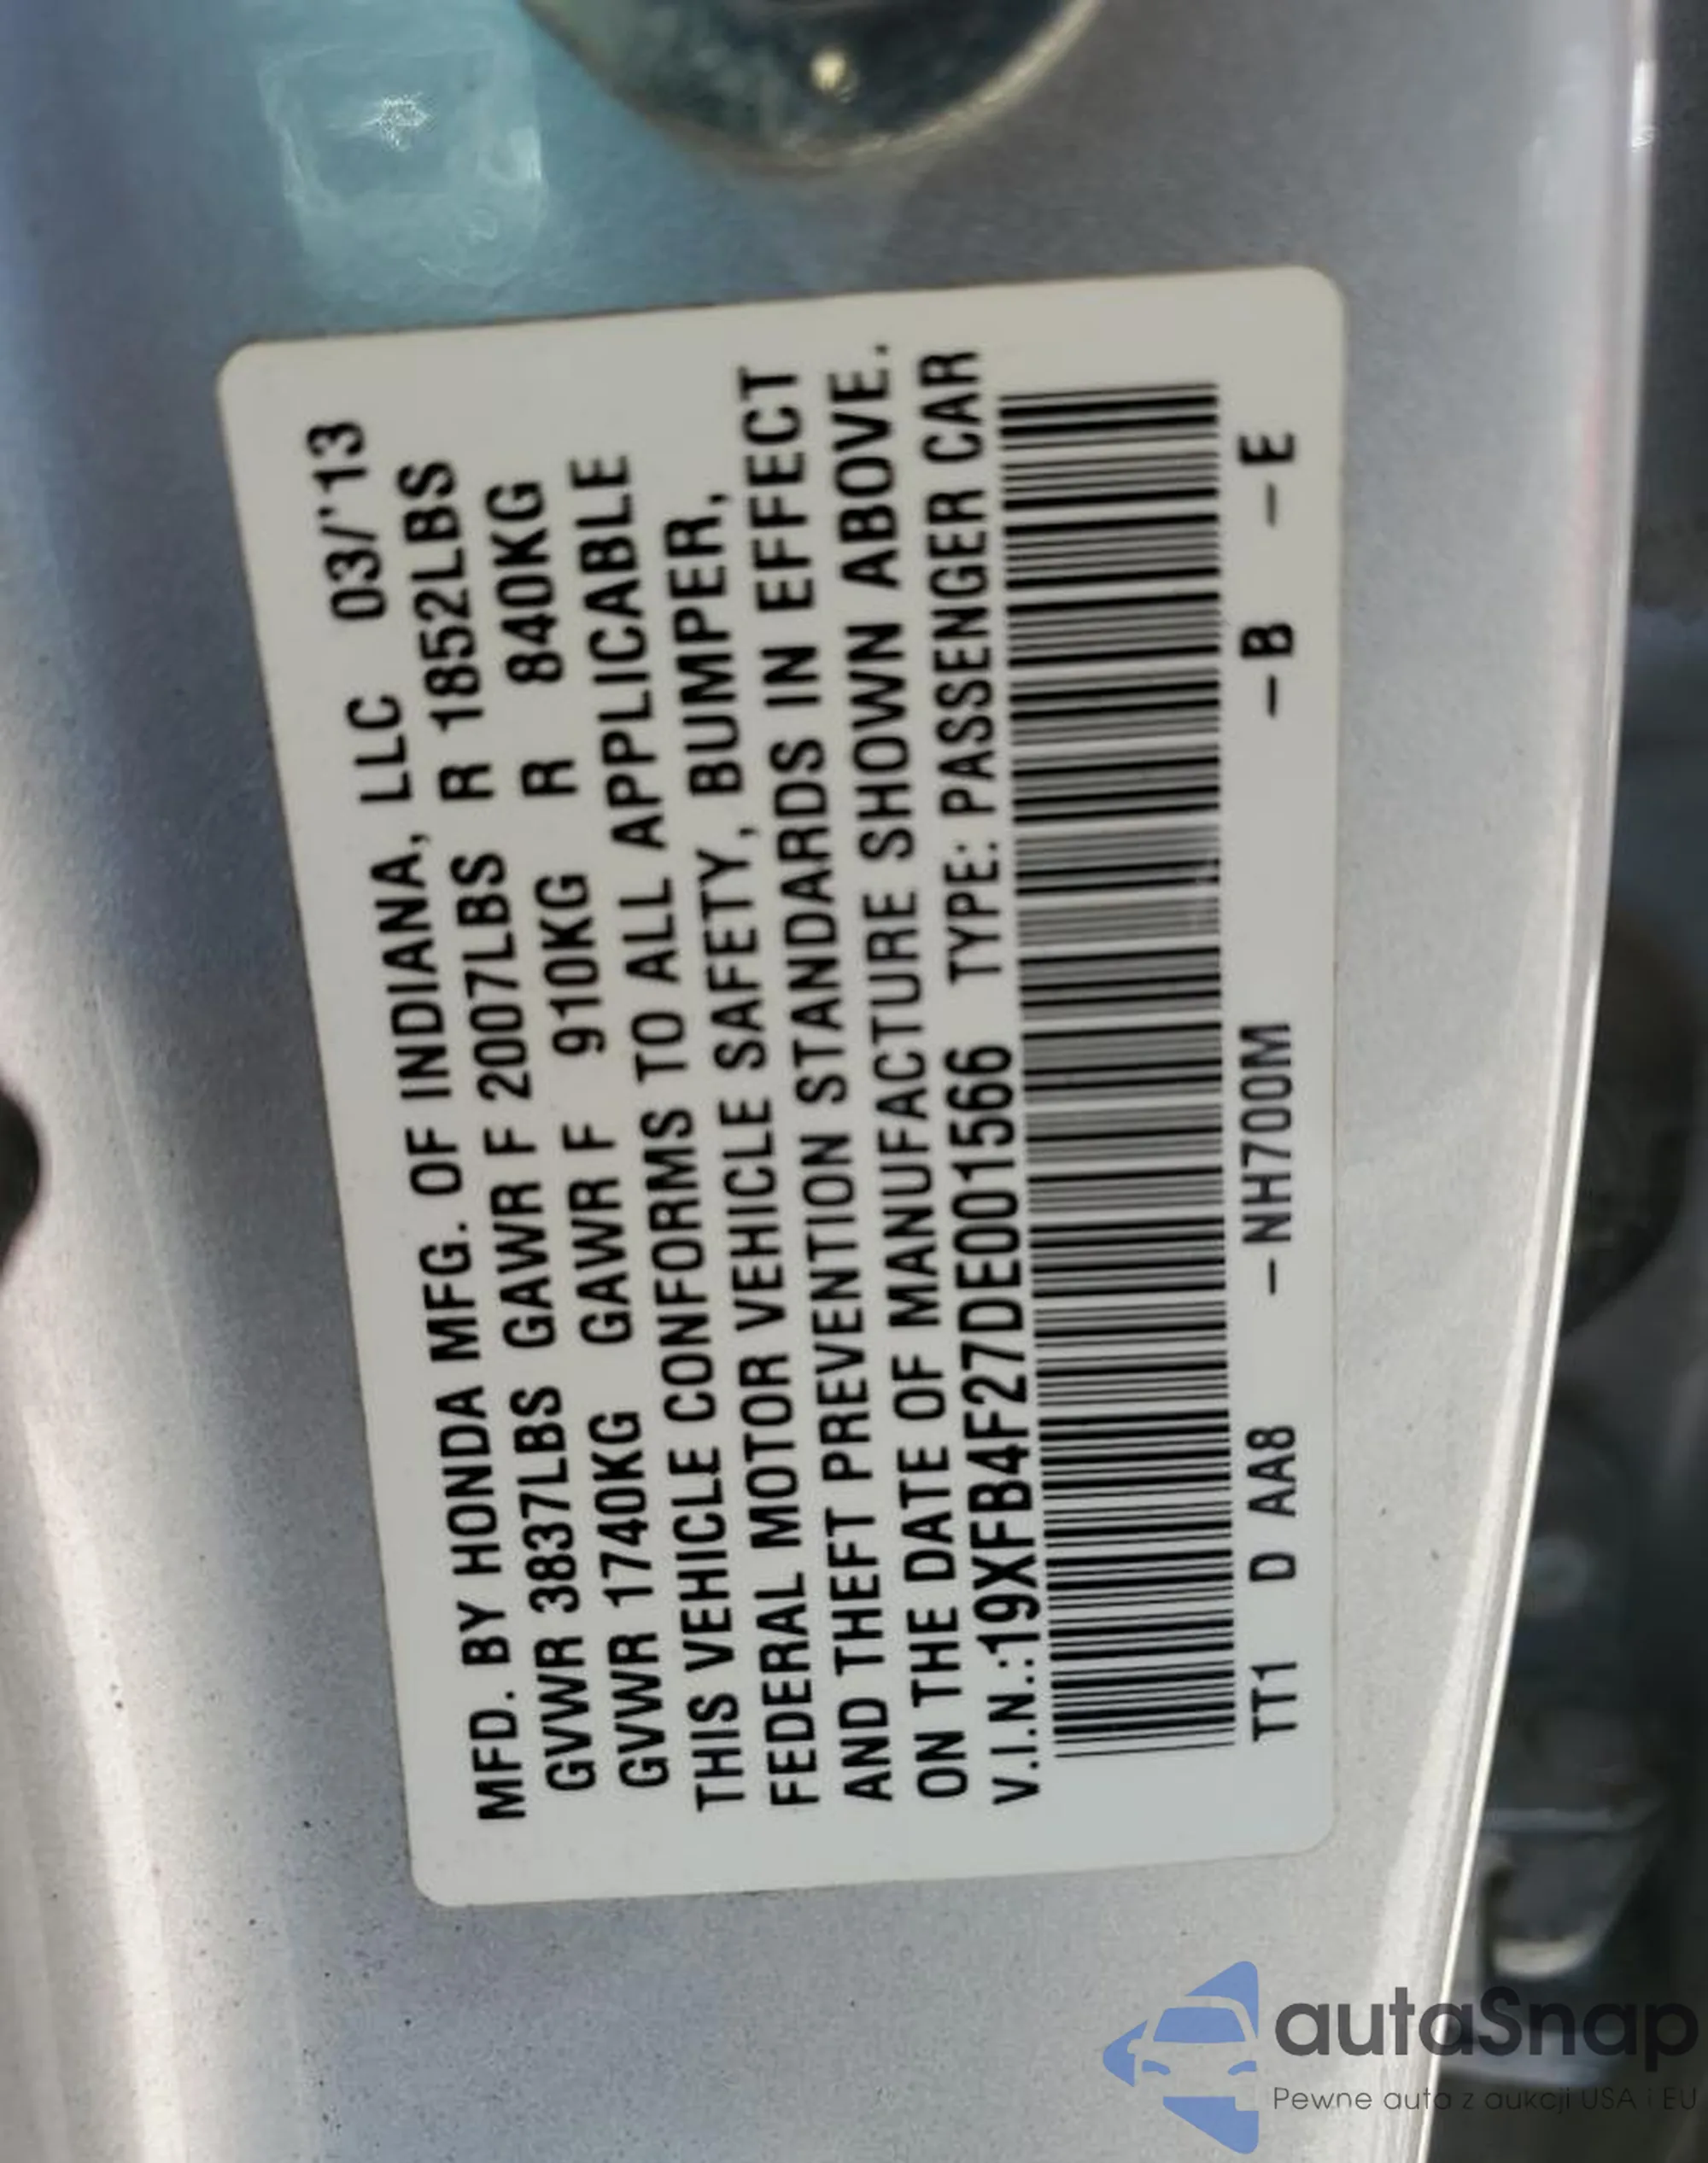 MFD. BY HONDA MFG. OF INDIANA, LLC 03/'13
GVWR 3837LBS GAWR F 2007LBS R 1852LBS
GVWR 1740KG GAWR F 910KG R 840KG
THIS VEHICLE CONFORMS TO ALL APPLICABLE
FEDERAL MOTOR VEHICLE SAFETY, BUMPER,
AND THEFT PREVENTION STANDARDS IN EFFECT
ON THE DATE OF MANUFACTURE SHOWN ABOVE.
V.I.N.:19XFB4F27DE001566 TYPE: PASSENGER CAR
TT1 D AA8 -NH700M -B -E
autaSnap
Pewne auta z aukcji USA i EU